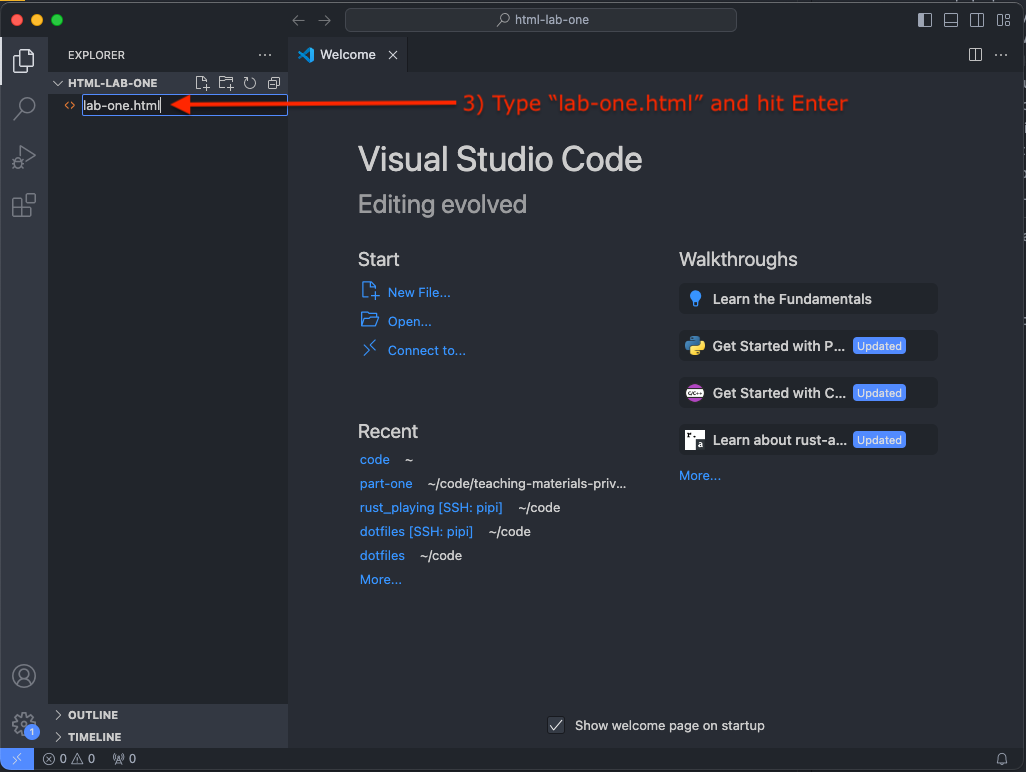 html-lab-one
EXPLORER
Welcome
HTML-LAB-ONE
lab-one.html
3) Type “lab-one.html” and hit Enter
Visual Studio Code
Editing evolved
Start
New File...
Open...
Connect to...
Walkthroughs
Learn the Fundamentals
Get Started with P... Updated
C/C++ Get Started with C... Updated
r. a Learn about rust-a... Updated
More...
Recent
code ~
part-one ~/code/teaching-materials-priv...
rust_playing [SSH: pipi] ~/code
dotfiles [SSH: pipi] ~/code
dotfiles ~/code
More...
OUTLINE
1
TIMELINE
Show welcome page on startup
0 0 0